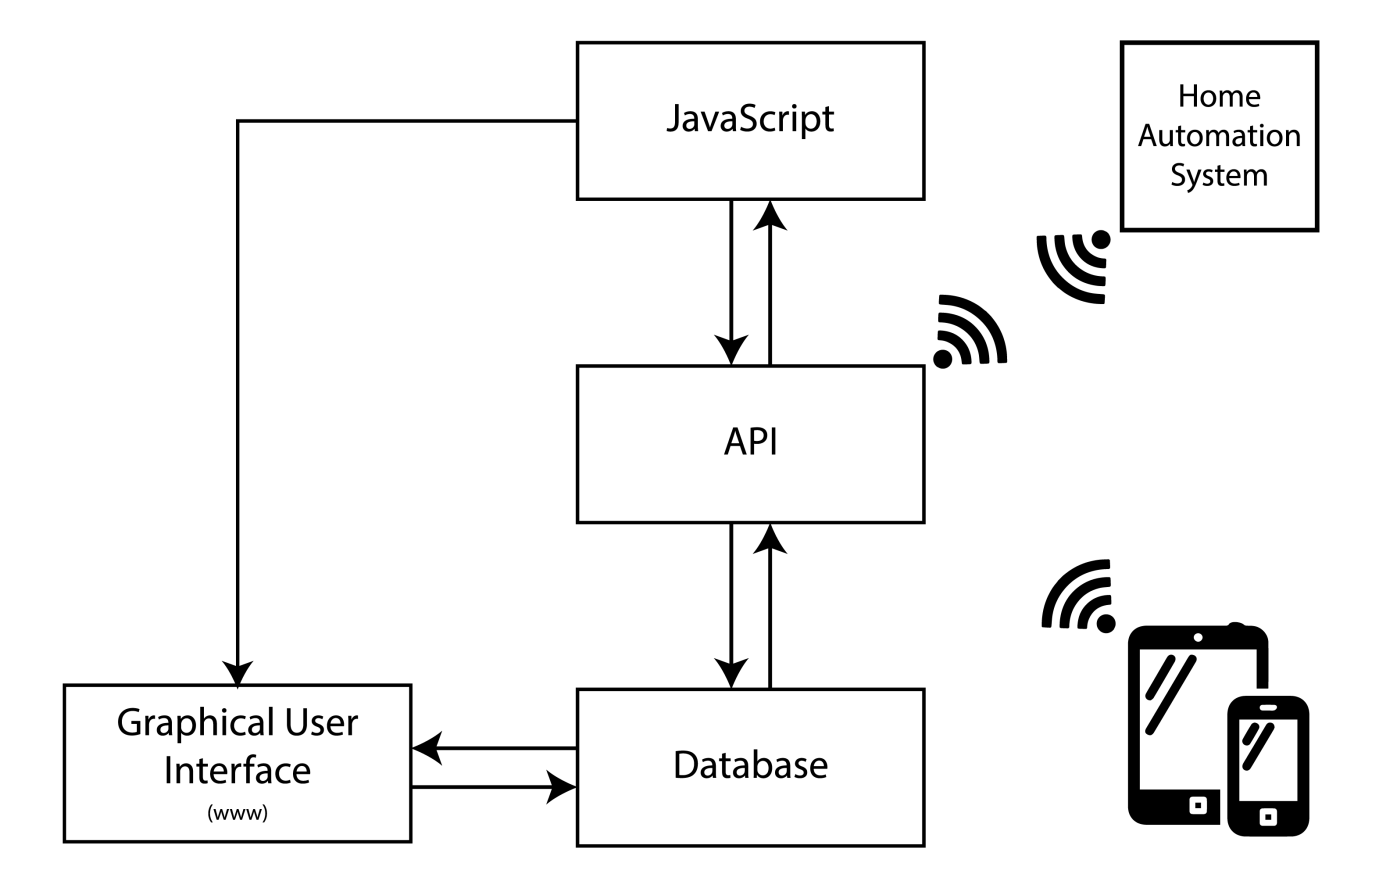 JavaScript
Home
Automation
System
API
Graphical User
Interface
(www)
Database